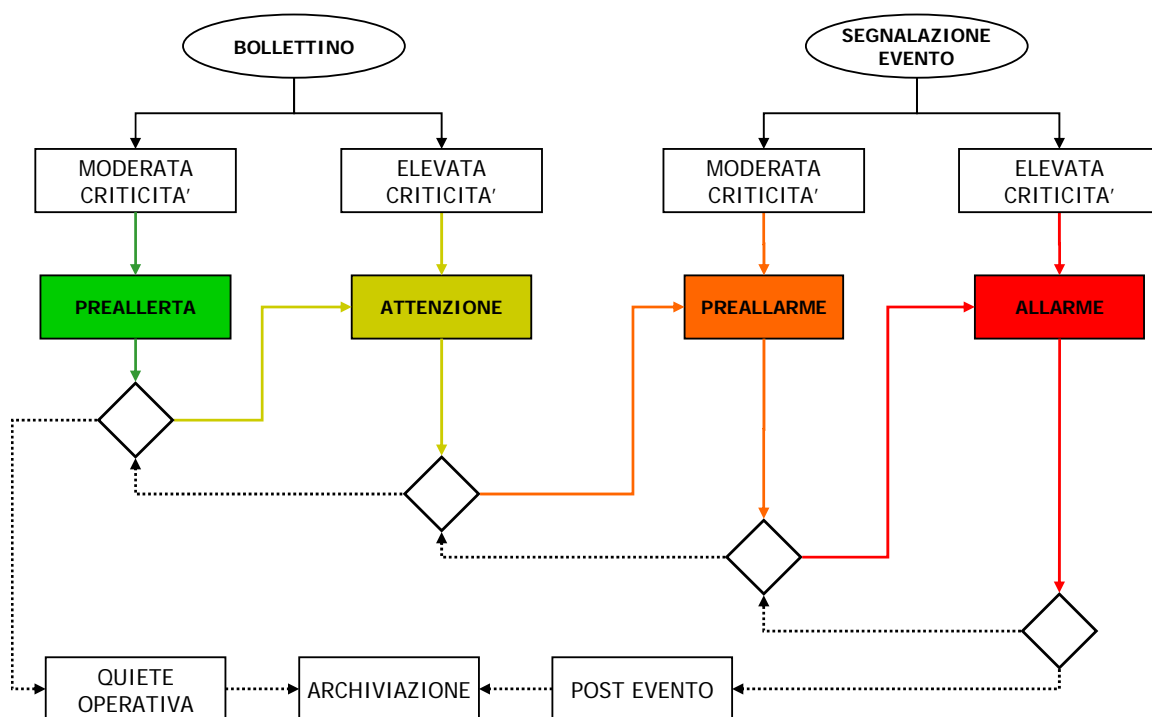 BOLLETTINO
SEGNALAZIONE
EVENTO
MODERATA
CRITICITA’
ELEVATA
CRITICITA’
MODERATA
CRITICITA’
ELEVATA
CRITICITA’
PREALLERTA
ATTENZIONE
PREALLARME
ALLARME
QUIETE
OPERATIVA
ARCHIVIAZIONE
POST EVENTO